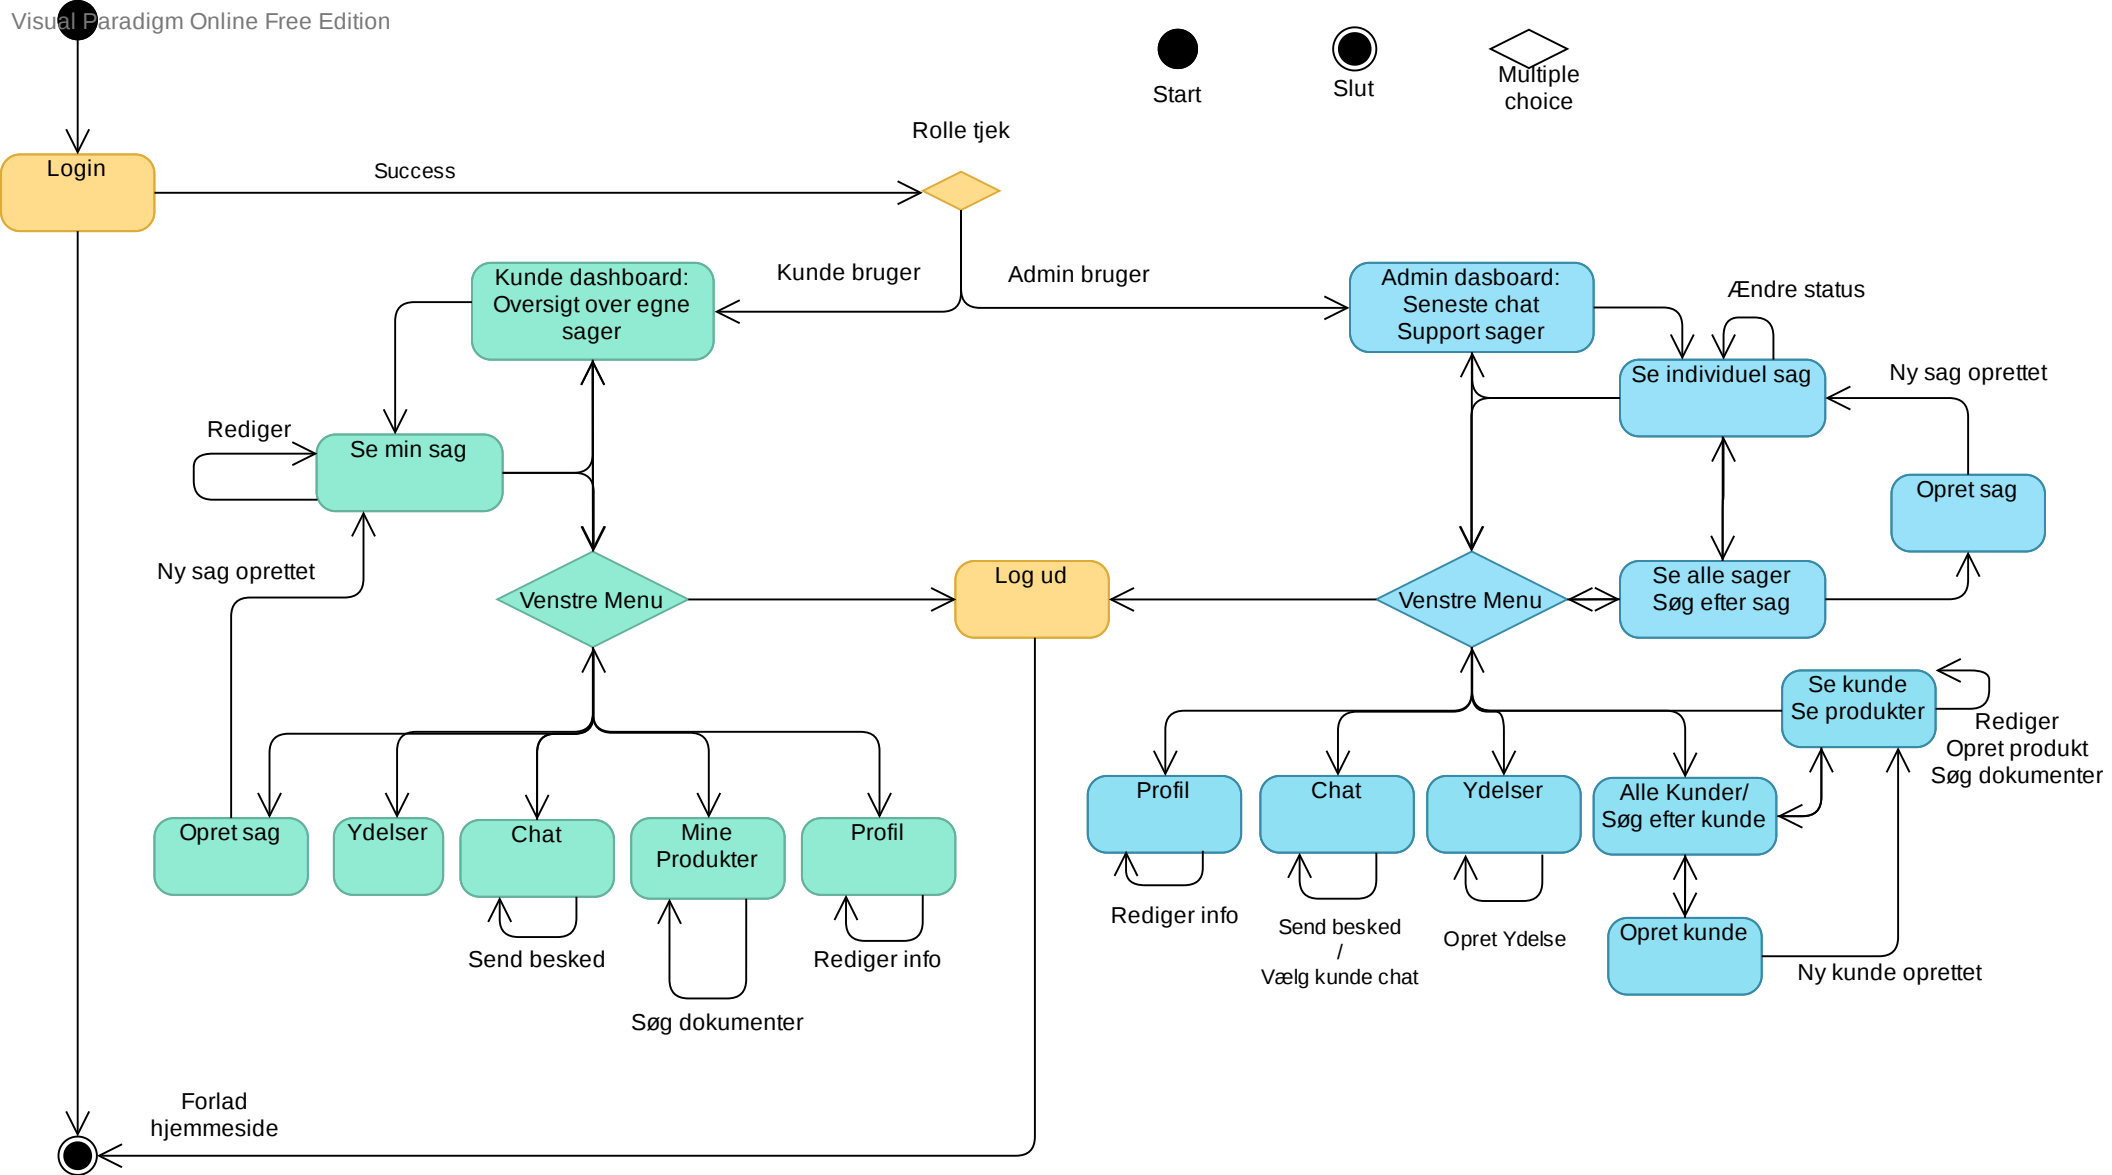 Visual Paradigm Online Free Edition
Start
Slut
Multiple
choice
Rolle tjek
Login
Success
Kunde dashboard:
Oversigt over egne
sager
Kunde bruger
Admin bruger
Admin dasboard:
Seneste chat
Support sager
Ændre status
Se individuel sag
Ny sag oprettet
Rediger
Se min sag
Opret sag
Ny sag oprettet
Venstre Menu
Log ud
Venstre Menu
Se alle sager
Søg efter sag
Se kunde
Se produkter
Rediger
Opret produkt
Søg dokumenter
Opret sag
Ydelser
Chat
Mine
Produkter
Profil
Profil
Chat
Ydelser
Alle Kunder/
Søg efter kunde
Rediger info
Send besked
/
Vælg kunde chat
Opret Ydelse
Opret kunde
Ny kunde oprettet
Send besked
Rediger info
Søg dokumenter
Forlad
hjemmeside